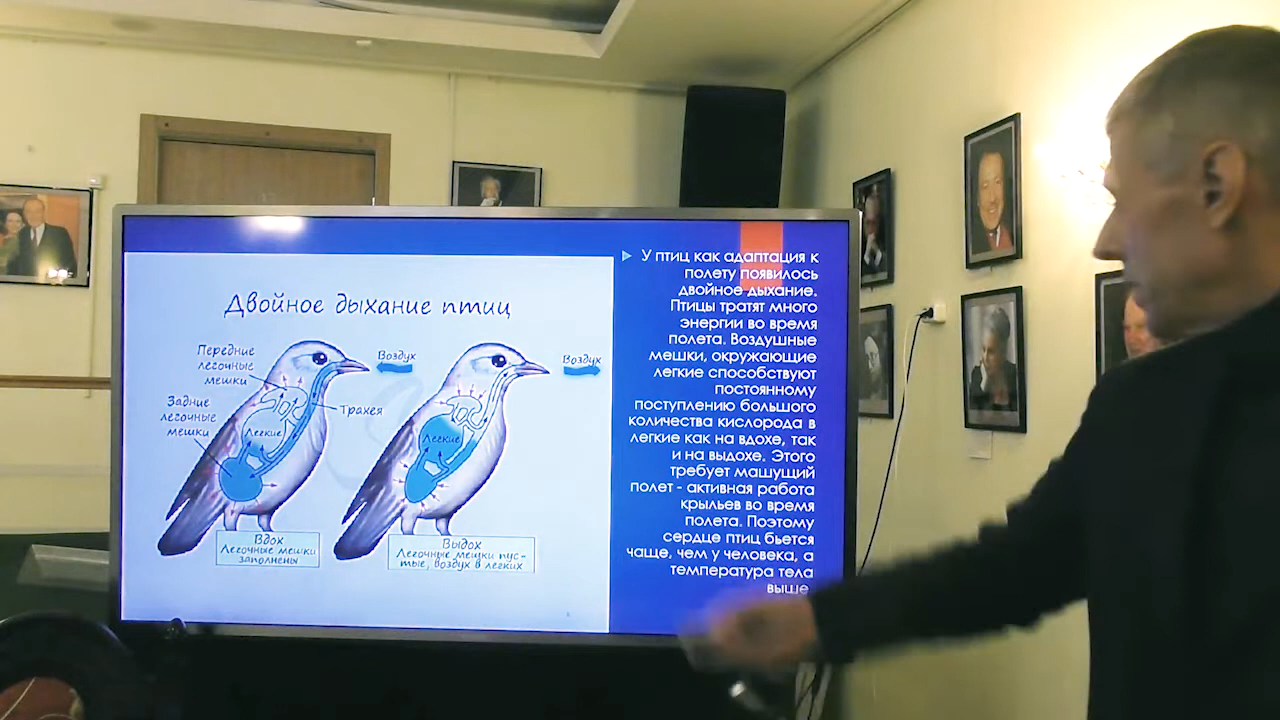 Двойное дыхание птиц
Передние
легочные
мешки
Задние
легочные
мешки
Легкие
Трахея
Воздух
Вдох
Легочные мешки
заполнены
Легкие
Воздух
Выдох
Легочные мешки пус-
тые, воздух в легких
У птиц как адаптация к
полету появилось
двойное дыхание.
Птицы тратят много
энергии во время
полета. Воздушные
мешки, окружающие
легкие способствуют
постоянному
поступлению большого
количества кислорода в
легкие как на вдохе, так
и на выдохе. Этого
требует машущий
полет - активная работа
крыльев во время
полета. Поэтому
сердце птиц бьется
чаще, чем у человека, а
температура тела
выше